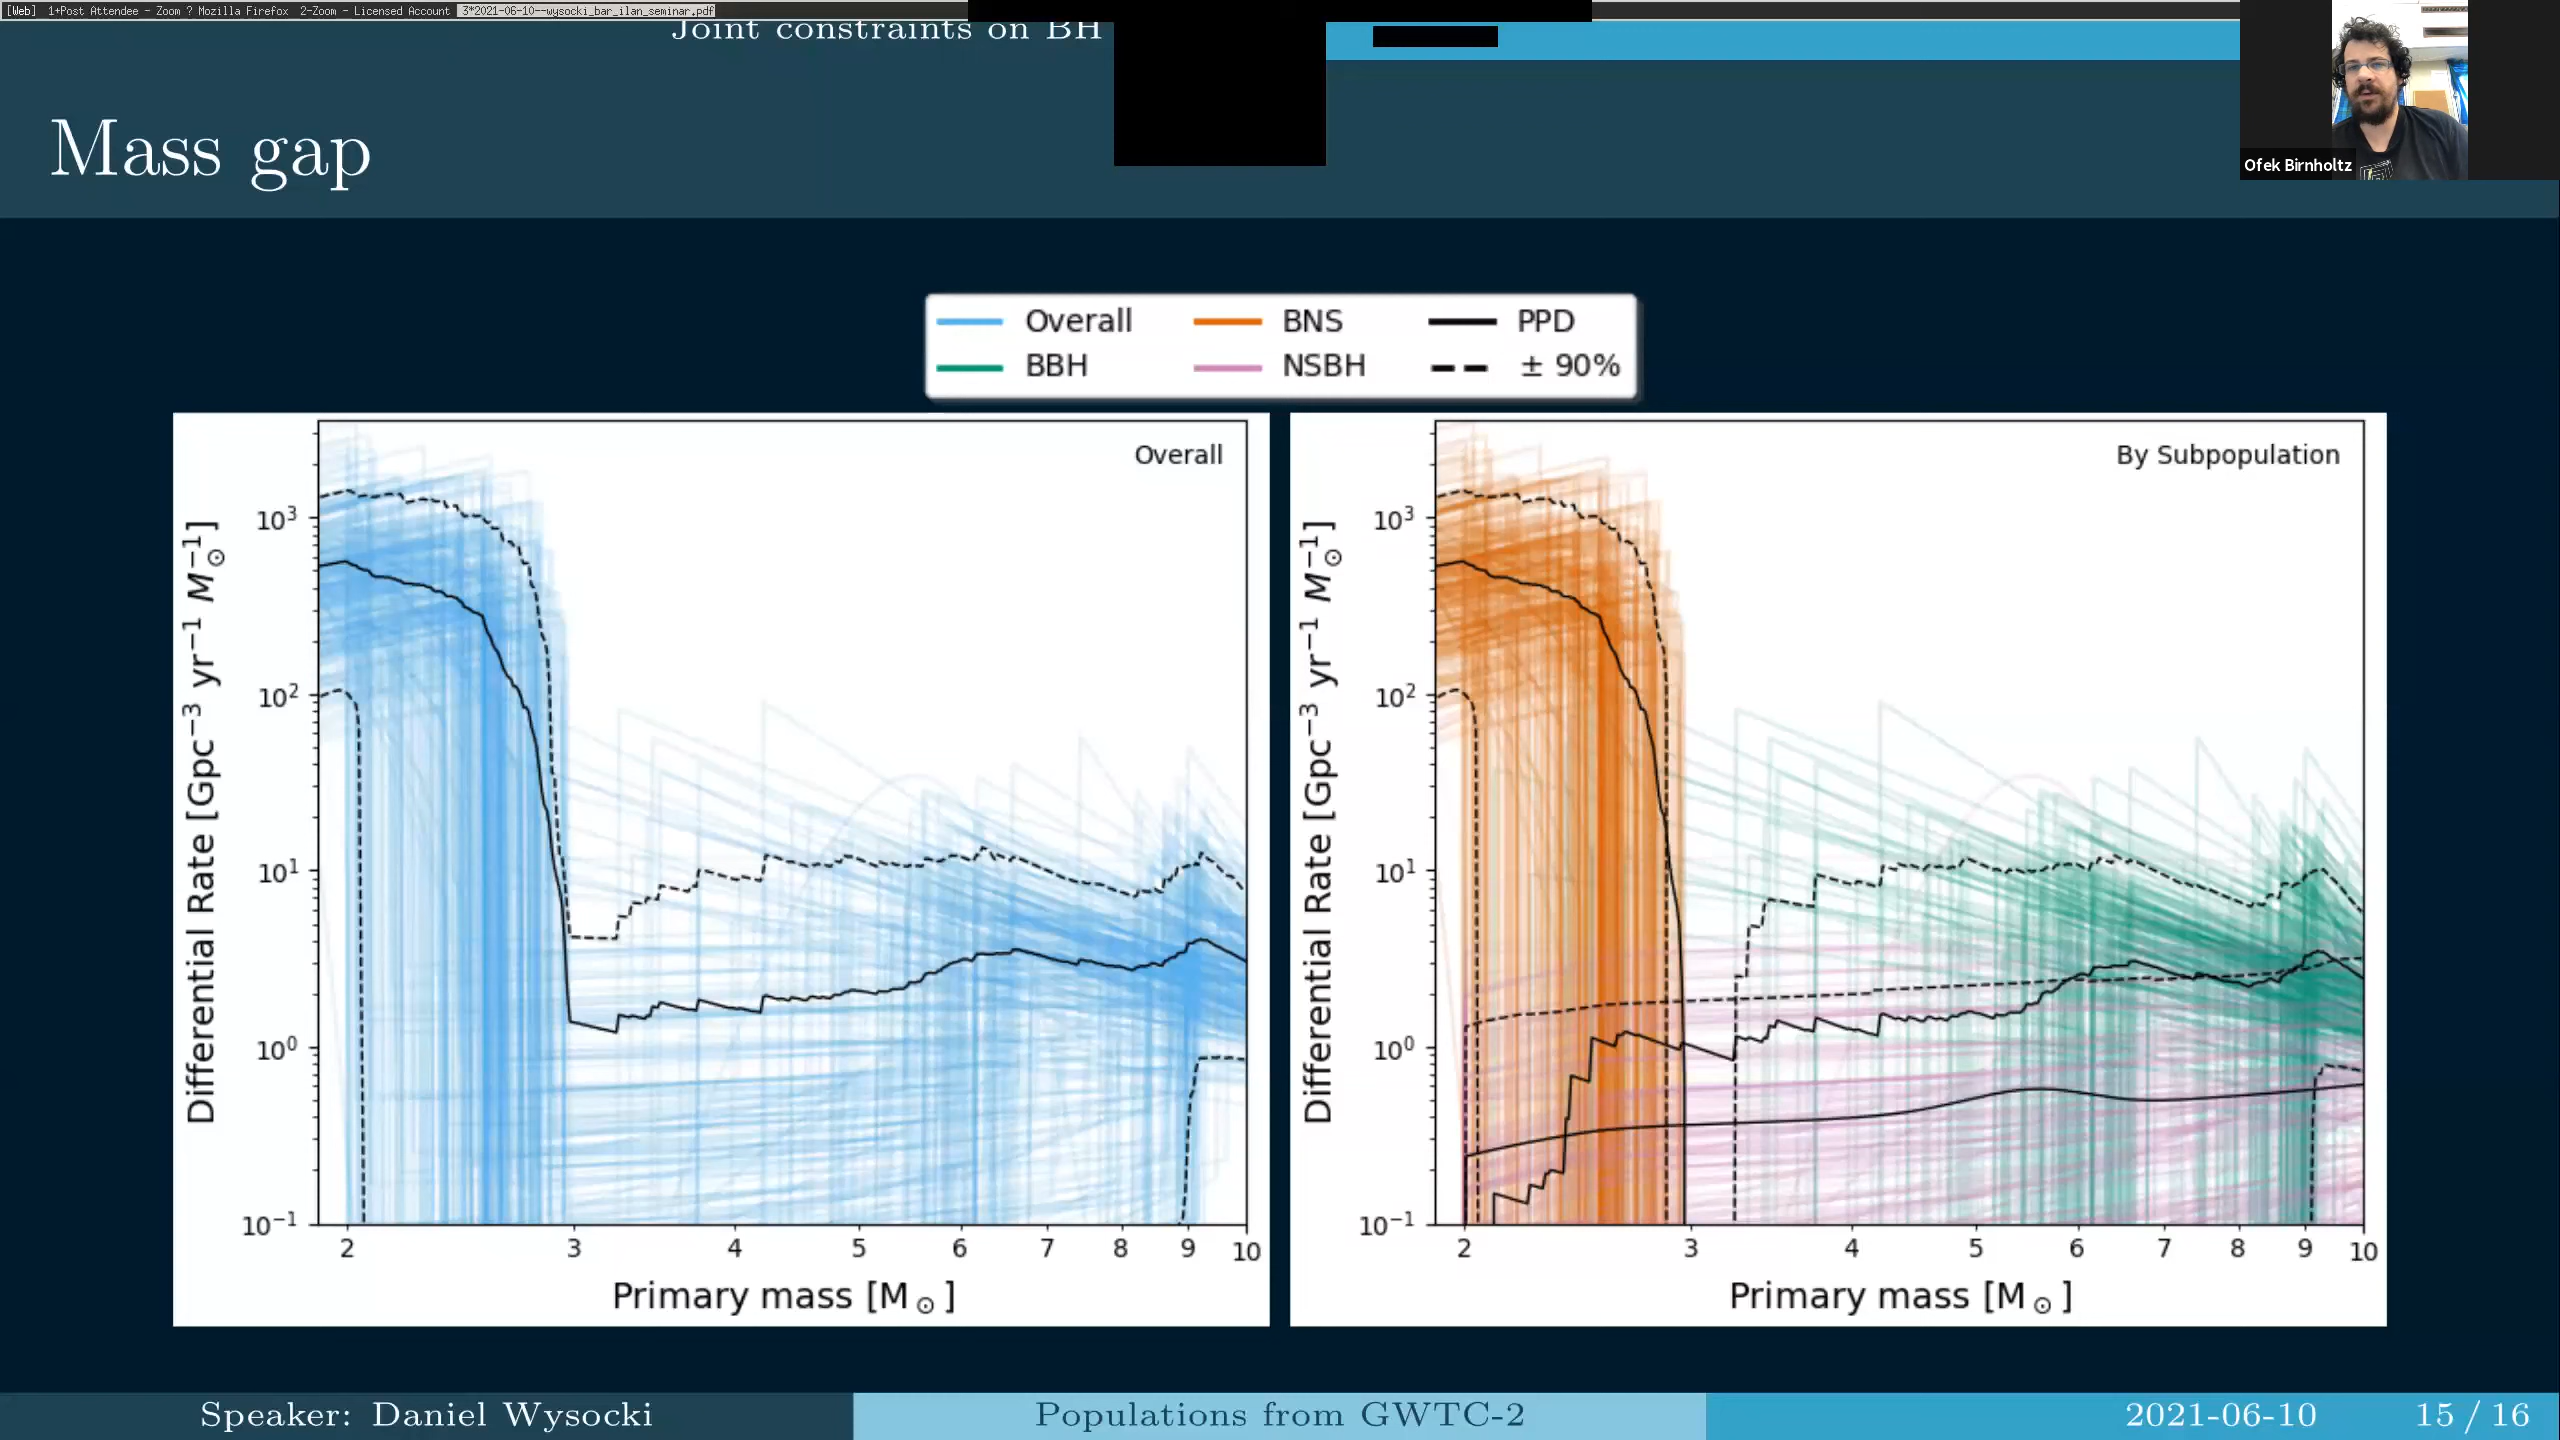 [Web] 1+Post Attendee - Zoom ? Mozilla Firefox 2-Zoom - Licensed Account 3*2021-06-10--wysocki_bar_ilan_seminar.pdf
Joint constraints on BH
Mass gap
Ofek Birnholtz
Overall BNS PPD
BBH NSBH ± 90%
Overall
Differential Rate [Gpc⁻³ yr⁻¹ M⊙⁻¹]
10³
10²
10¹
10⁰
10⁻¹
2 3 4 5 6 7 8 9 10
Primary mass [M⊙]
By Subpopulation
Differential Rate [Gpc⁻³ yr⁻¹ M⊙⁻¹]
10³
10²
10¹
10⁰
10⁻¹
2 3 4 5 6 7 8 9 10
Primary mass [M⊙]
Speaker: Daniel Wysocki Populations from GWTC-2 2021-06-10 15 / 16